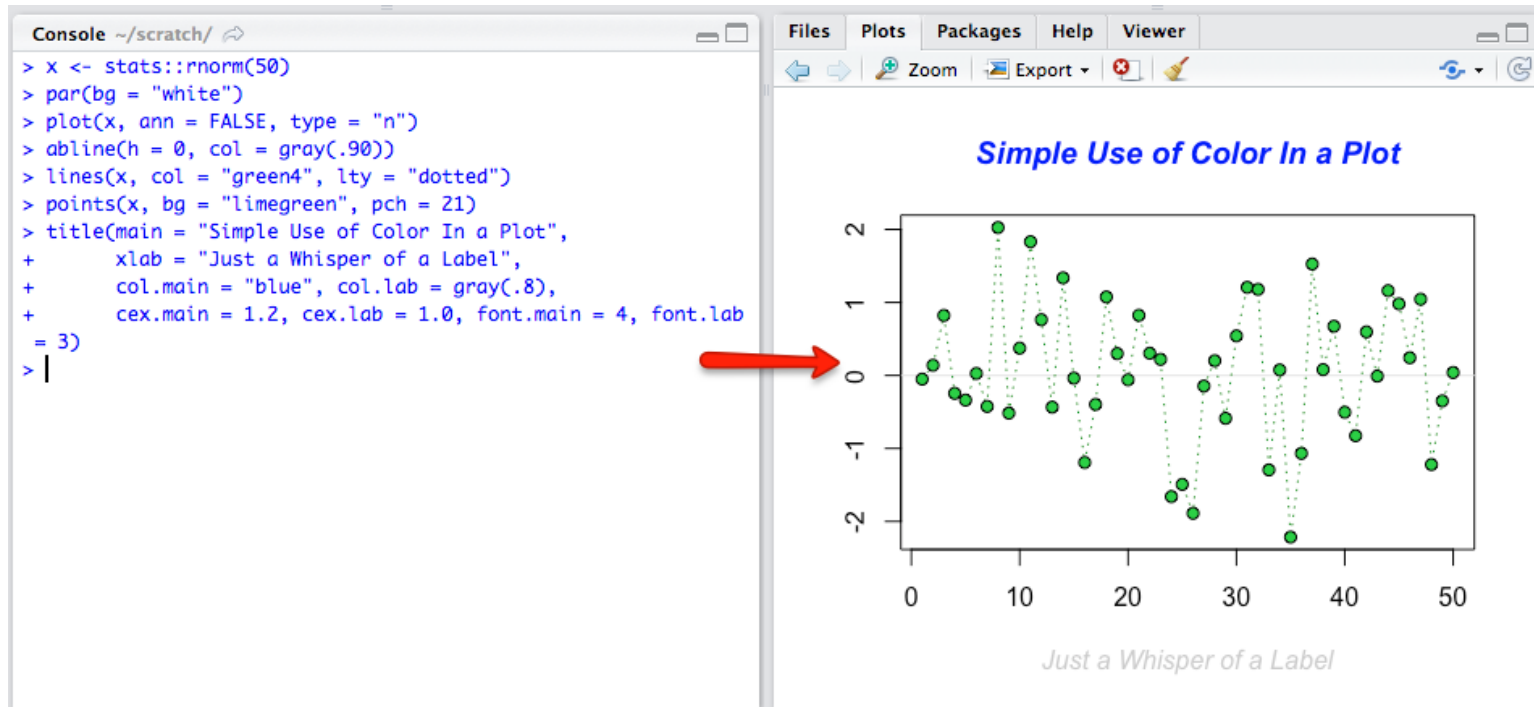 Console ~/scratch/
> x <- stats::rnorm(50)
> par(bg = "white")
> plot(x, ann = FALSE, type = "n")
> abline(h = 0, col = gray(.90))
> lines(x, col = "green4", lty = "dotted")
> points(x, bg = "limegreen", pch = 21)
> title(main = "Simple Use of Color In a Plot",
+       xlab = "Just a Whisper of a Label",
+       col.main = "blue", col.lab = gray(.8),
+       cex.main = 1.2, cex.lab = 1.0, font.main = 4, font.lab
= 3)
>
Files Plots Packages Help Viewer
Zoom Export
Simple Use of Color In a Plot
2
1
0
-1
-2
0 10 20 30 40 50
Just a Whisper of a Label